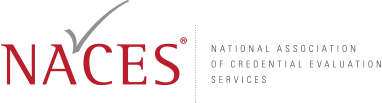 NACES®
NATIONAL ASSOCIATION
OF CREDENTIAL EVALUATION
SERVICES